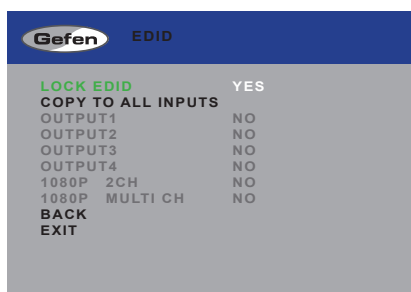 Gefen EDID
LOCK EDID YES
COPY TO ALL INPUTS
OUTPUT1 NO
OUTPUT2 NO
OUTPUT3 NO
OUTPUT4 NO
1080P 2CH NO
1080P MULTI CH NO
BACK
EXIT